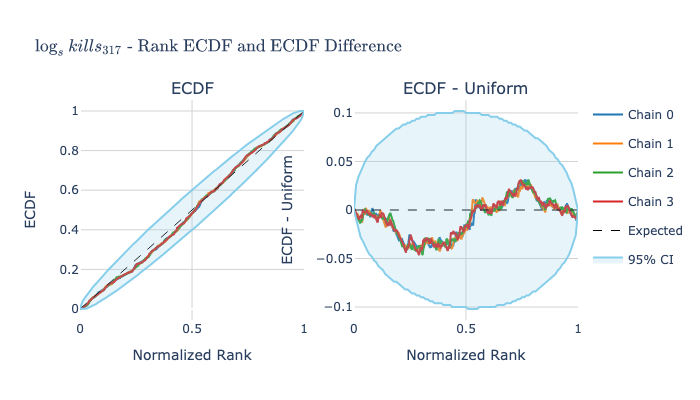 log_s kills_317 - Rank ECDF and ECDF Difference
ECDF
ECDF
1
0.8
0.6
0.4
0.2
0
0
0.5
1
Normalized Rank
ECDF - Uniform
ECDF - Uniform
0.1
0.05
0
−0.05
−0.1
0
0.5
1
Normalized Rank
Chain 0
Chain 1
Chain 2
Chain 3
Expected
95% CI